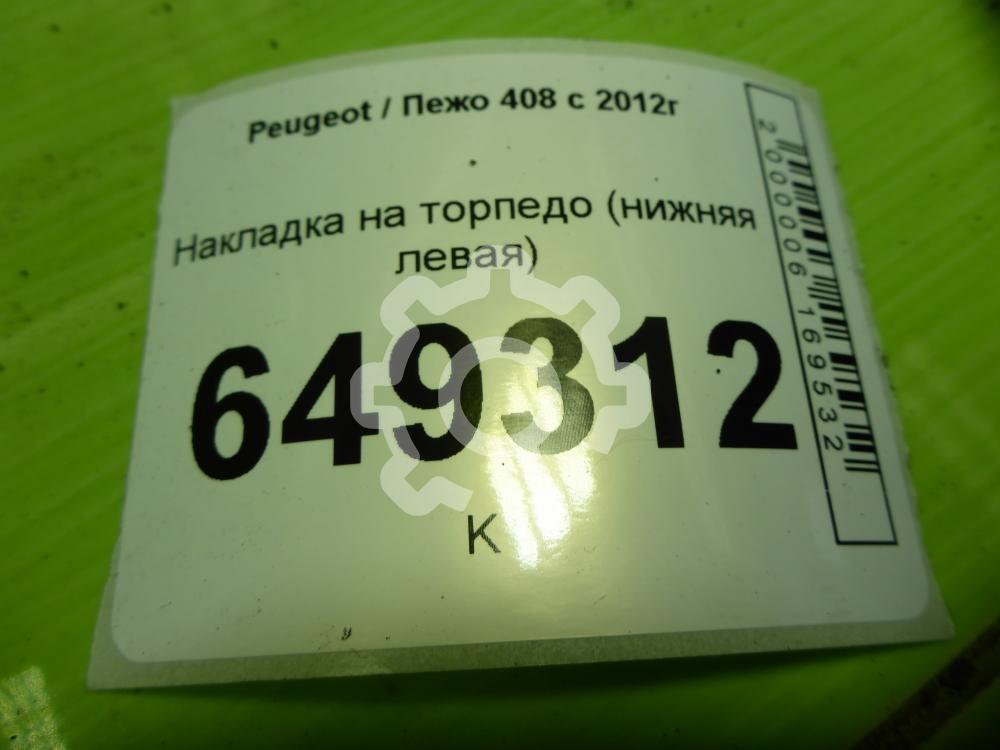 Peugeot / Пежо 408 с 2012г
Накладка на торпедо (нижняя
левая)
649312
К
2000006169532